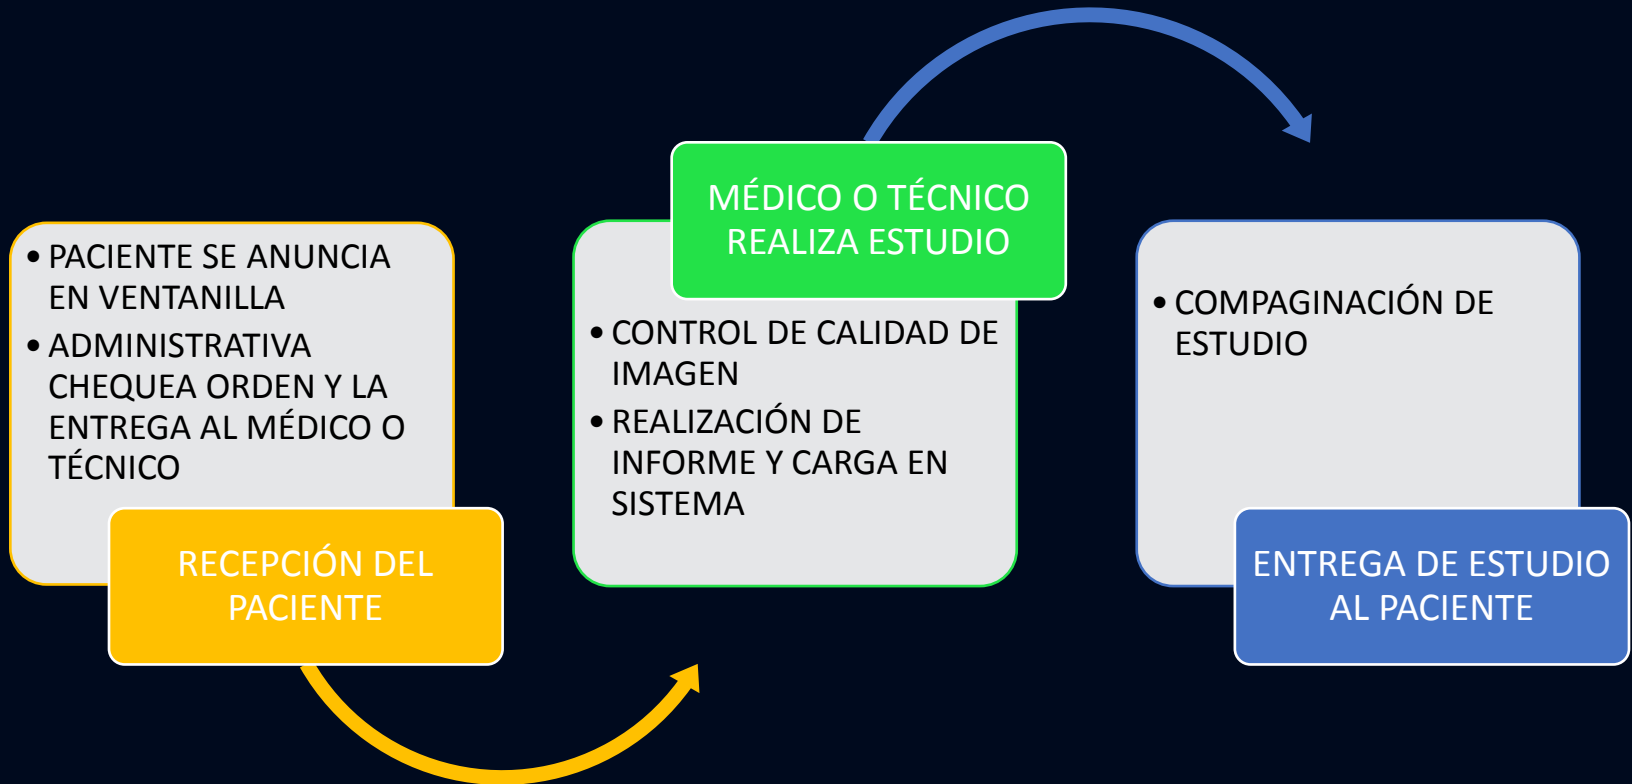 • PACIENTE SE ANUNCIA
EN VENTANILLA
• ADMINISTRATIVA
CHEQUEA ORDEN Y LA
ENTREGA AL MÉDICO O
TÉCNICO
RECEPCIÓN DEL
PACIENTE
MÉDICO O TÉCNICO
REALIZA ESTUDIO
• CONTROL DE CALIDAD DE
IMAGEN
• REALIZACIÓN DE
INFORME Y CARGA EN
SISTEMA
• COMPAGINACIÓN DE
ESTUDIO
ENTREGA DE ESTUDIO
AL PACIENTE